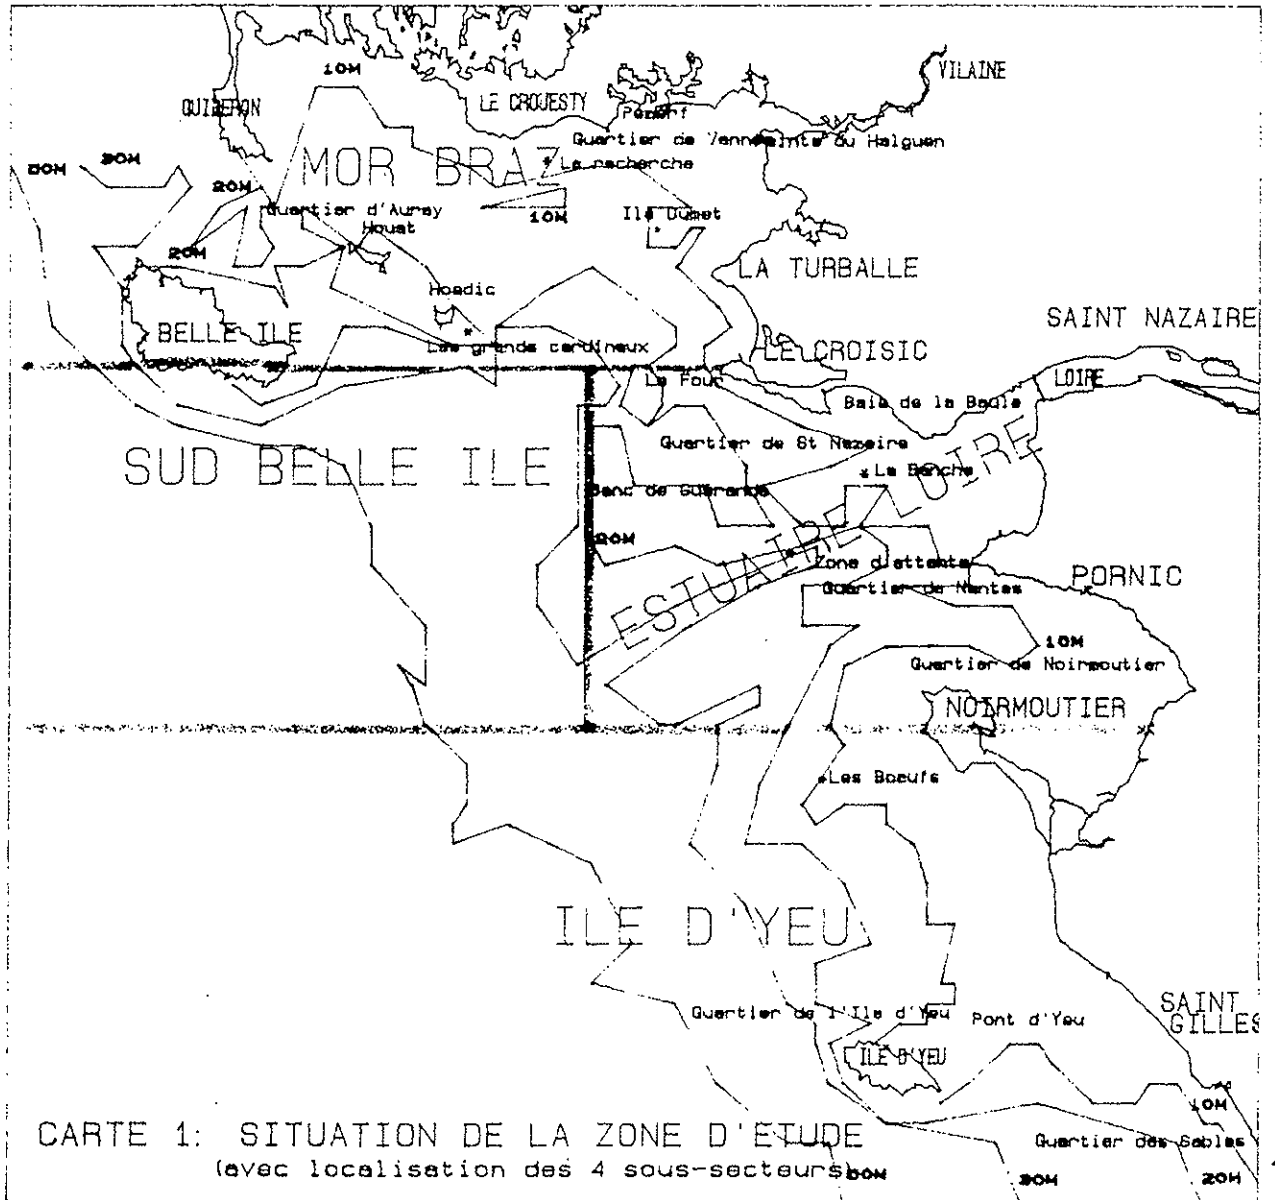 10M
VILAINE
QUIBERON
LE CROUESTY
Penerf
Quartier de Vannes
Pointe du Halguen
50M
30M
MOR BRAZ
La recherche
20M
Quartier d'Auray
10M
Ile Dumet
Houat
20M
LA TURBALLE
Hoedic
BELLE ILE
SAINT NAZAIRE
Les grands cardinaux
LE CROISIC
Le Four
LOIRE
Baie de la Baule
Quartier de St Nazaire
SUD BELLE ILE
La Banche
Banc de Guérande
ESTUAIRE LOIRE
20M
Zone d'attente
PORNIC
Quartier de Nantes
10M
Quartier de Noirmoutier
NOIRMOUTIER
Les Boeufs
ILE D'YEU
Quartier de l'Ile d'Yeu
Pont d'Yeu
SAINT
GILLES
ILE D'YEU
10M
CARTE 1: SITUATION DE LA ZONE D'ETUDE
Quartier des Sables
(avec localisation des 4 sous-secteurs)
50M
30M
20M